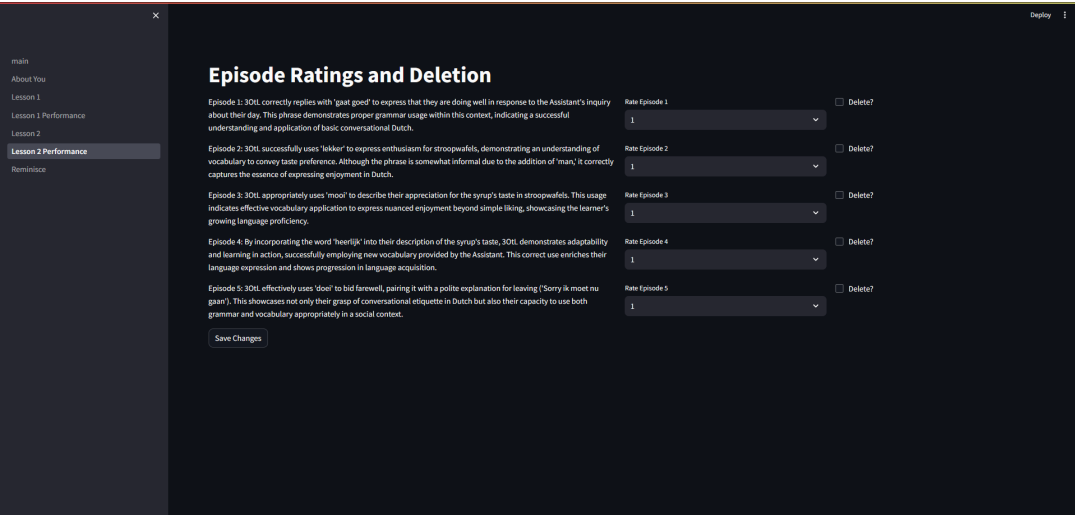 Deploy
main
About You
Lesson 1
Lesson 1 Performance
Lesson 2
Lesson 2 Performance
Reminisce
Episode Ratings and Deletion
Episode 1: 3OtL correctly replies with 'gaat goed' to express that they are doing well in response to the Assistant's inquiry
about their day. This phrase demonstrates proper grammar usage within this context, indicating a successful
understanding and application of basic conversational Dutch.
Rate Episode 1
1
Delete?
Episode 2: 3OtL successfully uses 'lekker' to express enthusiasm for stroopwafels, demonstrating an understanding of
vocabulary to convey taste preference. Although the phrase is somewhat informal due to the addition of 'man,' it correctly
captures the essence of expressing enjoyment in Dutch.
Rate Episode 2
1
Delete?
Episode 3: 3OtL appropriately uses 'mooi' to describe their appreciation for the syrup's taste in stroopwafels. This usage
indicates effective vocabulary application to express nuanced enjoyment beyond simple liking, showcasing the learner's
growing language proficiency.
Rate Episode 3
1
Delete?
Episode 4: By incorporating the word 'heerlijk' into their description of the syrup's taste, 3OtL demonstrates adaptability
and learning in action, successfully employing new vocabulary provided by the Assistant. This correct use enriches their
language expression and shows progression in language acquisition.
Rate Episode 4
1
Delete?
Episode 5: 3OtL effectively uses 'doei' to bid farewell, pairing it with a polite explanation for leaving ('Sorry ik moet nu
gaan'). This showcases not only their grasp of conversational etiquette in Dutch but also their capacity to use both
grammar and vocabulary appropriately in a social context.
Rate Episode 5
1
Delete?
Save Changes